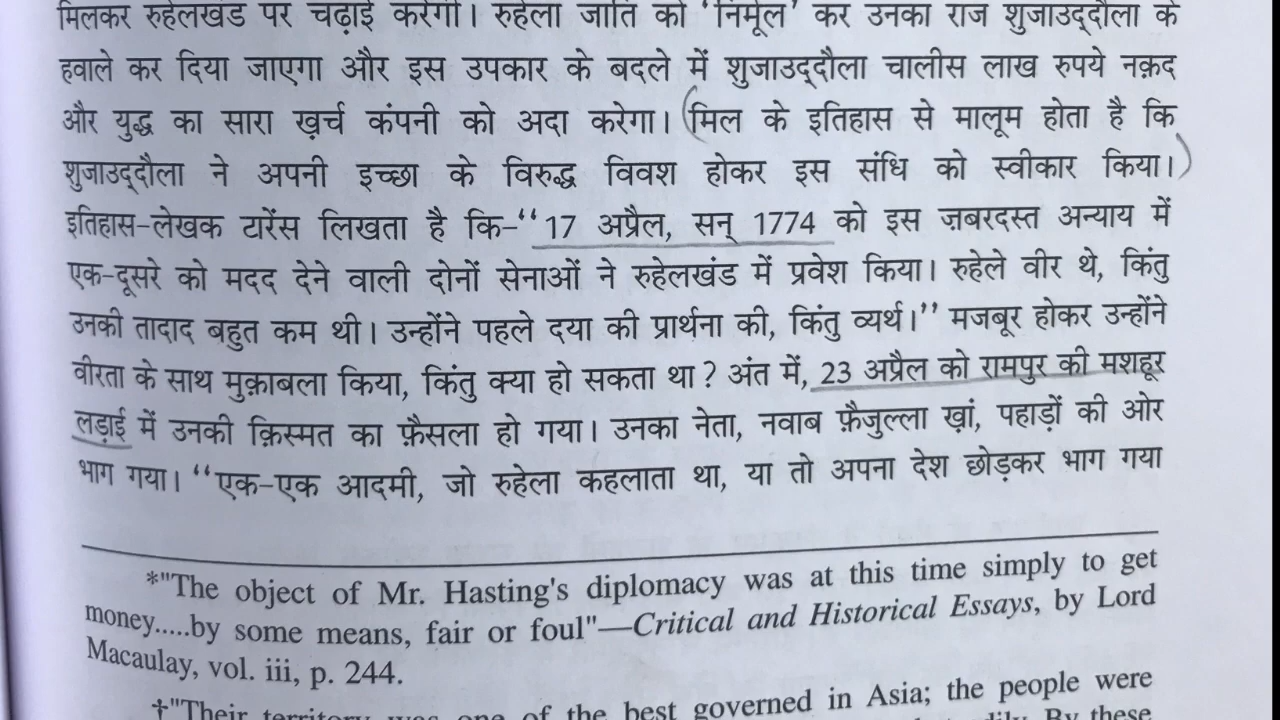 मिलकर रुहेलखंड पर चढ़ाई करेगी। रुहेला जाति को 'निर्मूल' कर उनका राज शुजाउद्दौला के
हवाले कर दिया जाएगा और इस उपकार के बदले में शुजाउद्दौला चालीस लाख रुपये नक़द
और युद्ध का सारा ख़र्च कंपनी को अदा करेगा। (मिल के इतिहास से मालूम होता है कि
शुजाउद्दौला ने अपनी इच्छा के विरुद्ध विवश होकर इस संधि को स्वीकार किया।)
इतिहास-लेखक टारेंस लिखता है कि-“17 अप्रैल, सन् 1774 को इस ज़बरदस्त अन्याय में
एक-दूसरे को मदद देने वाली दोनों सेनाओं ने रुहेलखंड में प्रवेश किया। रुहेले वीर थे, किंतु
उनकी तादाद बहुत कम थी। उन्होंने पहले दया की प्रार्थना की, किंतु व्यर्थ।” मजबूर होकर उन्होंने
वीरता के साथ मुक़ाबला किया, किंतु क्या हो सकता था? अंत में, 23 अप्रैल को रामपुर की मशहूर
लड़ाई में उनकी क़िस्मत का फ़ैसला हो गया। उनका नेता, नवाब फ़ैजुल्ला ख़ां, पहाड़ों की ओर
भाग गया। “एक-एक आदमी, जो रुहेला कहलाता था, या तो अपना देश छोड़कर भाग गया
*"The object of Mr. Hasting's diplomacy was at this time simply to get
money.....by some means, fair or foul"—Critical and Historical Essays, by Lord
Macaulay, vol. iii, p. 244.
†"Their territory was one of the best governed in Asia; the people were
By these